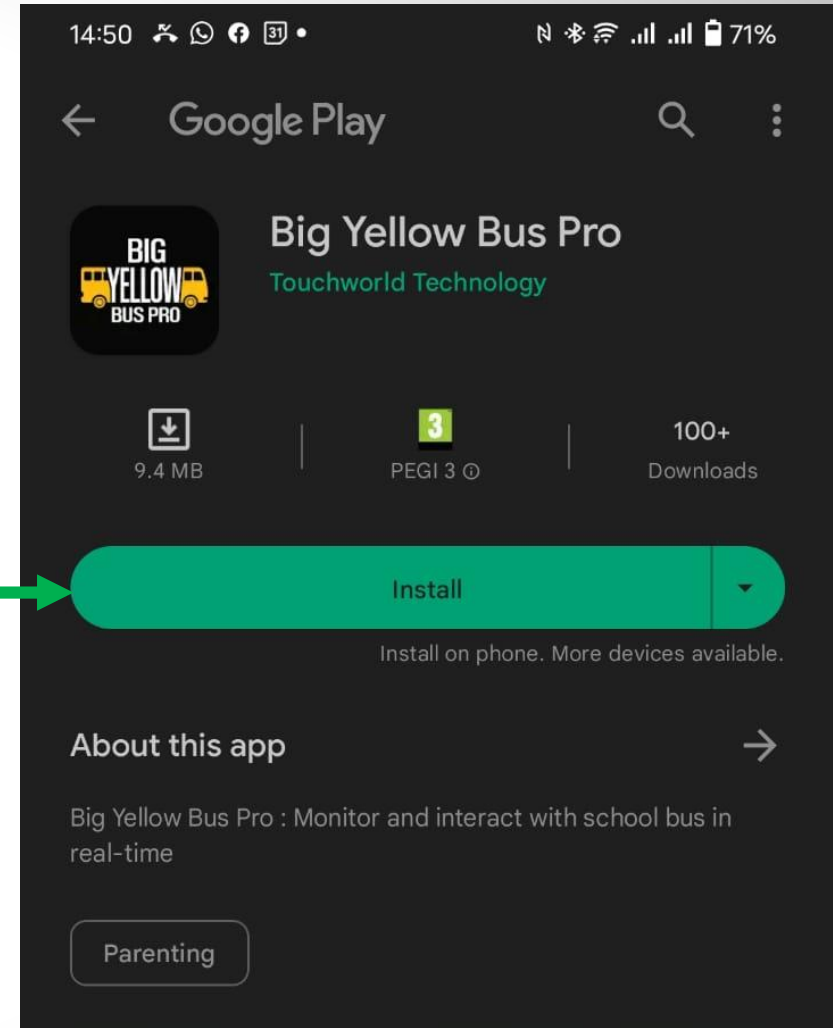 14:50 31 71%
Google Play
BIG
YELLOW
BUS PRO
Big Yellow Bus Pro
Touchworld Technology
3 100+
9.4 MB PEGI 3 Downloads
Install
Install on phone. More devices available.
About this app
Big Yellow Bus Pro : Monitor and interact with school bus in
real-time
Parenting